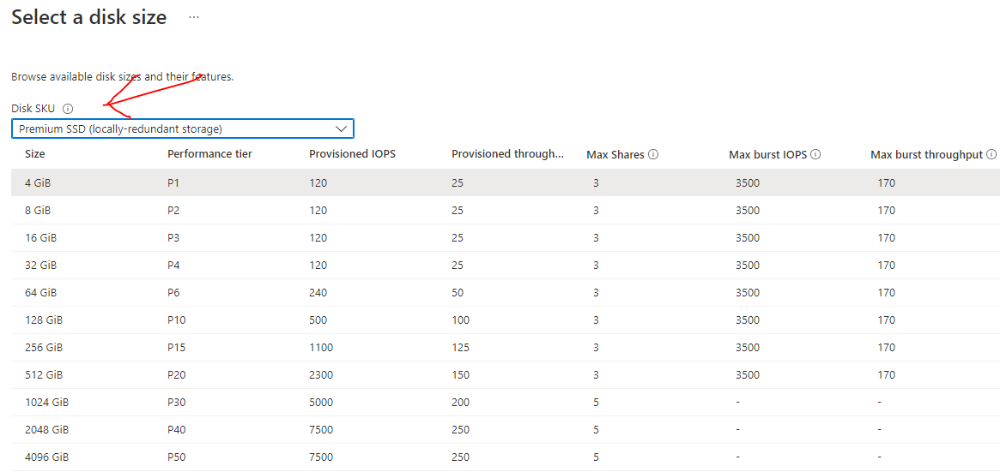 Select a disk size ...
Browse available disk sizes and their features.
Disk SKU
Premium SSD (locally-redundant storage)
Size Performance tier Provisioned IOPS Provisioned through... Max Shares Max burst IOPS Max burst throughput
4 GiB P1 120 25 3 3500 170
8 GiB P2 120 25 3 3500 170
16 GiB P3 120 25 3 3500 170
32 GiB P4 120 25 3 3500 170
64 GiB P6 240 50 3 3500 170
128 GiB P10 500 100 3 3500 170
256 GiB P15 1100 125 3 3500 170
512 GiB P20 2300 150 3 3500 170
1024 GiB P30 5000 200 5 - -
2048 GiB P40 7500 250 5 - -
4096 GiB P50 7500 250 5 - -